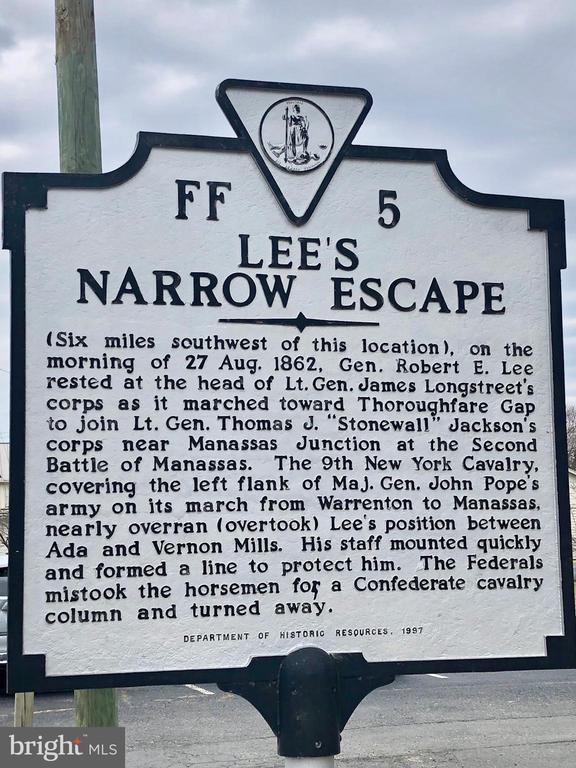 FF 5
LEE'S
NARROW ESCAPE
(Six miles southwest of this location), on the
morning of 27 Aug. 1862, Gen. Robert E. Lee
rested at the head of Lt. Gen. James Longstreet's
corps as it marched toward Thoroughfare Gap
to join Lt. Gen. Thomas J. "Stonewall" Jackson's
corps near Manassas Junction at the Second
Battle of Manassas. The 9th New York Cavalry,
covering the left flank of Maj. Gen. John Pope's
army on its march from Warrenton to Manassas,
nearly overran (overtook) Lee's position between
Ada and Vernon Mills. His staff mounted quickly
and formed a line to protect him. The Federals
mistook the horsemen for a Confederate cavalry
column and turned away.
DEPARTMENT OF HISTORIC RESOURCES, 1997
bright MLS